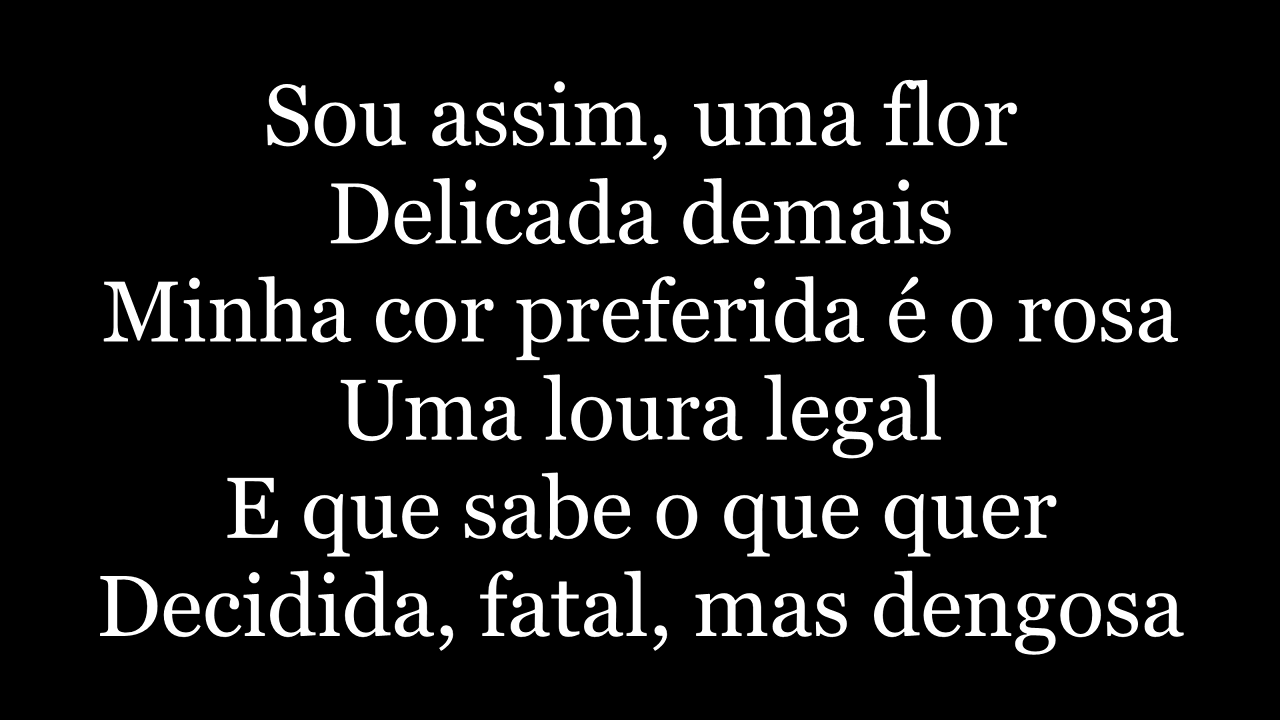 Sou assim, uma flor
Delicada demais
Minha cor preferida é o rosa
Uma loura legal
E que sabe o que quer
Decidida, fatal, mas dengosa